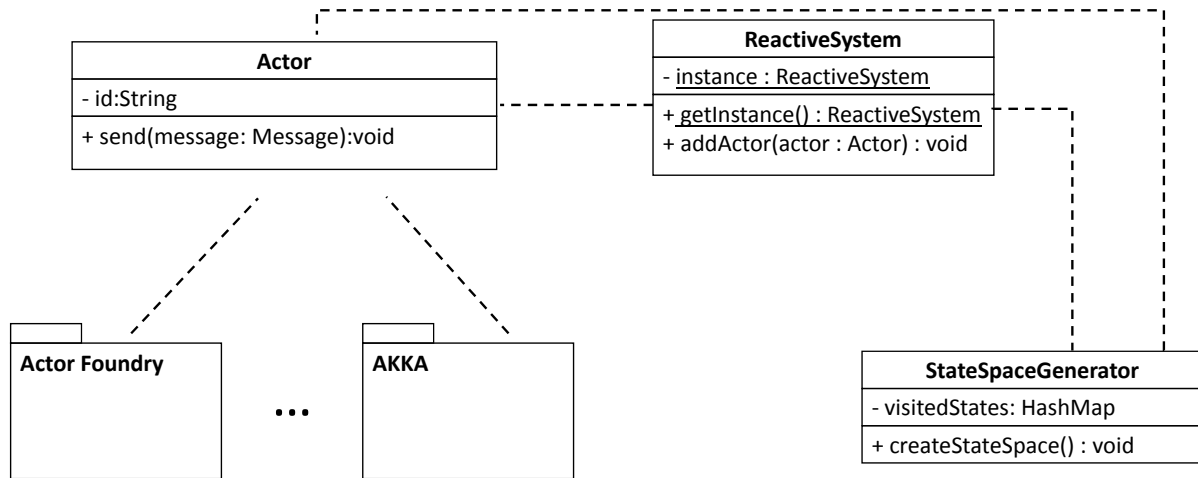 Actor
- id:String
+ send(message: Message):void
ReactiveSystem
- instance : ReactiveSystem
+ getInstance() : ReactiveSystem
+ addActor(actor : Actor) : void
Actor Foundry
...
AKKA
StateSpaceGenerator
- visitedStates: HashMap
+ createStateSpace() : void